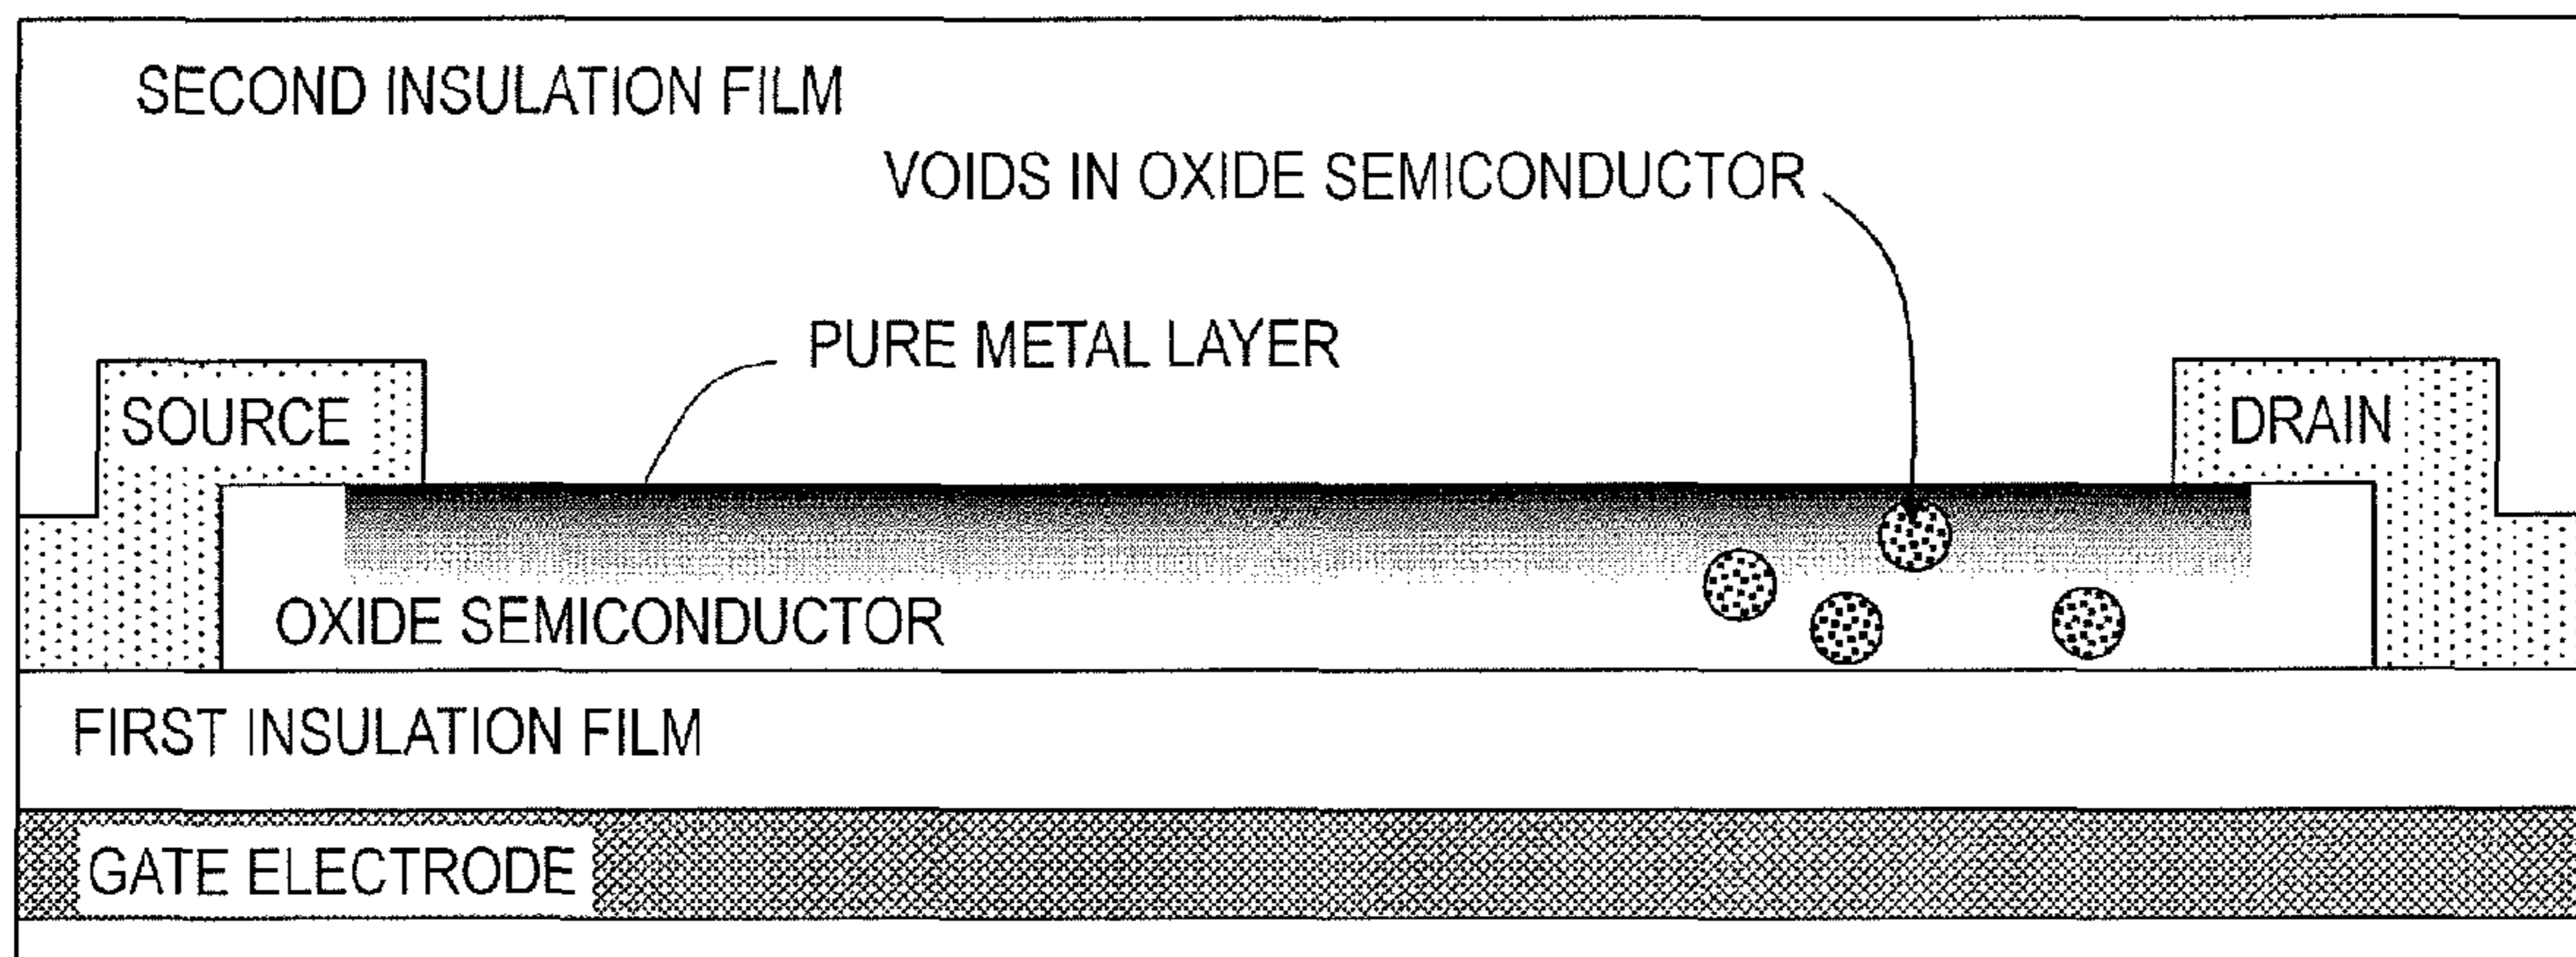 SECOND INSULATION FILM
VOIDS IN OXIDE SEMICONDUCTOR
PURE METAL LAYER
SOURCE
DRAIN
OXIDE SEMICONDUCTOR
FIRST INSULATION FILM
GATE ELECTRODE